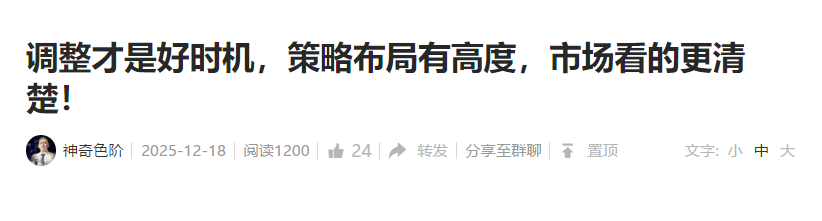 调整才是好时机，策略布局有高度，市场看的更清
楚！
神奇色阶 2025-12-18 阅读1200 24 转发 分享至群聊 置顶 文字: 小 中 大